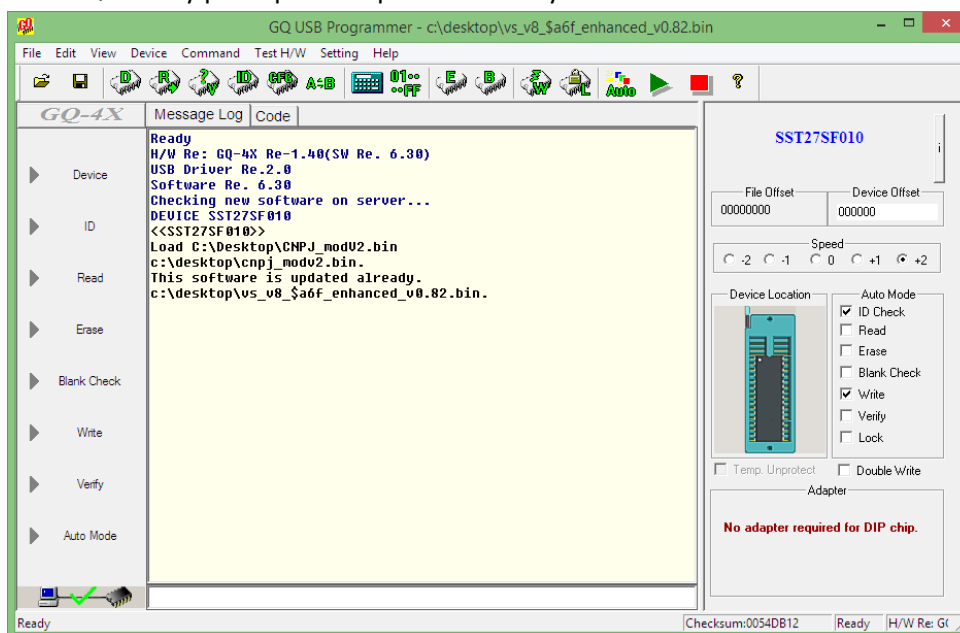 GQ USB Programmer - c:\desktop\vs_v8_$a6f_enhanced_v0.82.bin
File Edit View Device Command Test H/W Setting Help
GQ-4X
Message Log
Code
Device
ID
Read
Erase
Blank Check
Write
Verify
Auto Mode
Ready
H/W Re: GQ-4X Re-1.40(SW Re. 6.30)
USB Driver Re.2.0
Software Re. 6.30
Checking new software on server...
DEVICE SST27SF010
<<SST27SF010>>
Load C:\Desktop\CNPJ_modV2.bin
c:\desktop\cnpj_modv2.bin.
This software is updated already.
c:\desktop\vs_v8_$a6f_enhanced_v0.82.bin.
SST27SF010
i
File Offset
00000000
Device Offset
000000
Speed
-2 -1 0 +1 +2
Device Location
Auto Mode
ID Check
Read
Erase
Blank Check
Write
Verify
Lock
Temp. Unprotect
Double Write
Adapter
No adapter required for DIP chip.
Ready
Checksum:0054DB12
Ready
H/W Re: G